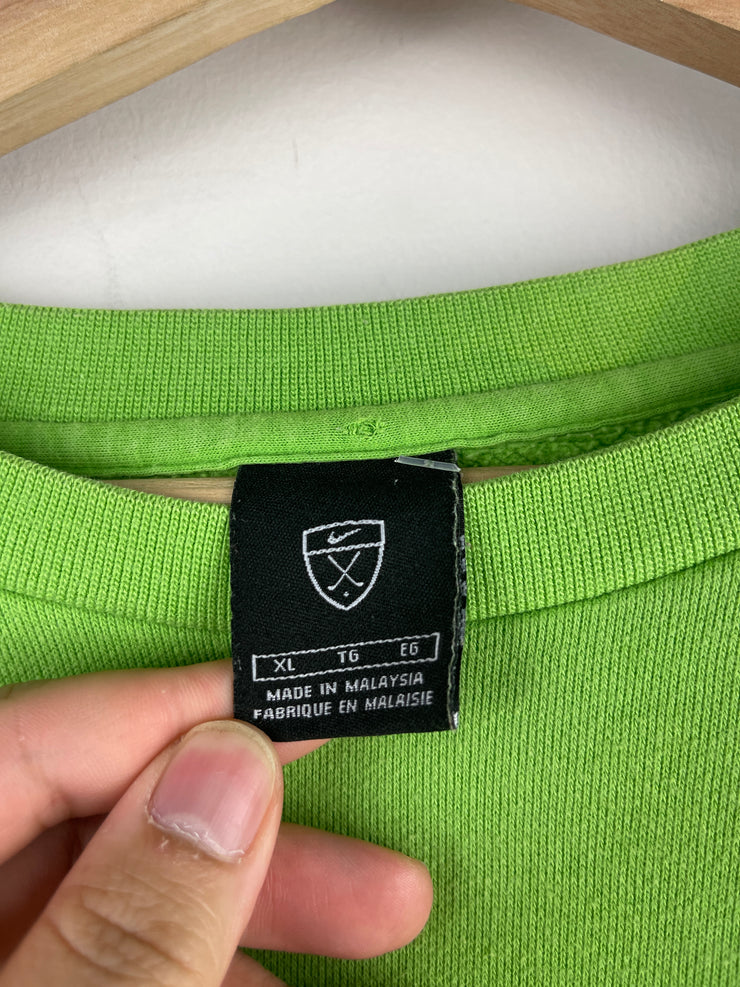 XL TG EG
MADE IN MALAYSIA
FABRIQUE EN MALAISIE